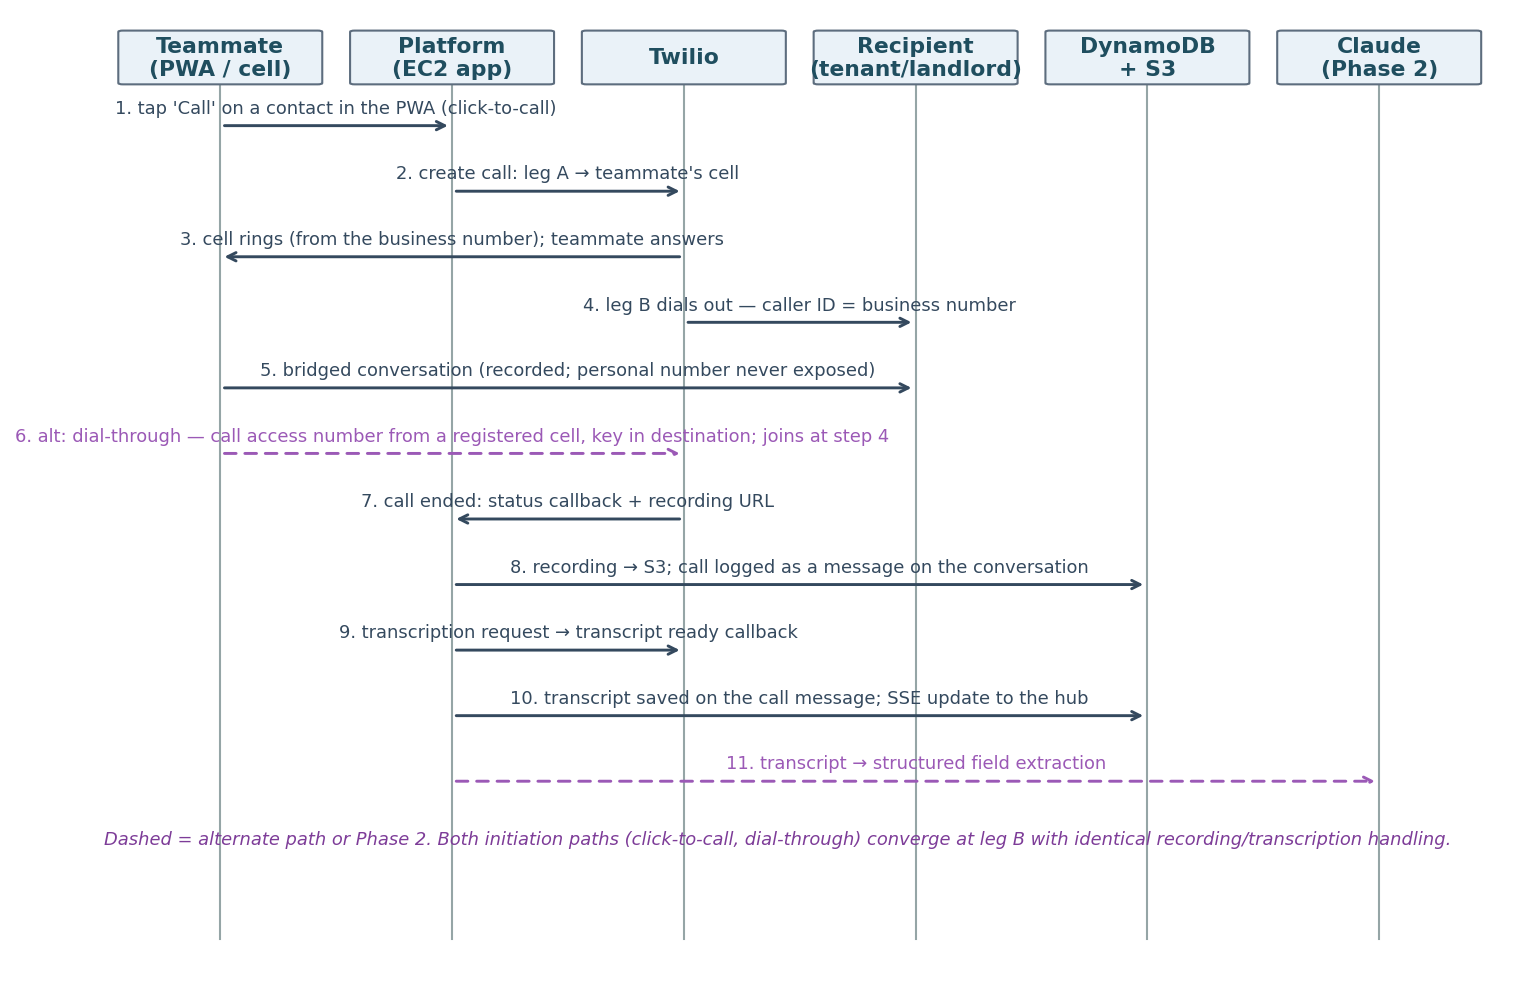 Teammate
(PWA / cell)
Platform
(EC2 app)
Twilio
Recipient
(tenant/landlord)
DynamoDB
+ S3
Claude
(Phase 2)
1. tap 'Call' on a contact in the PWA (click-to-call)
2. create call: leg A → teammate's cell
3. cell rings (from the business number); teammate answers
4. leg B dials out — caller ID = business number
5. bridged conversation (recorded; personal number never exposed)
6. alt: dial-through — call access number from a registered cell, key in destination; joins at step 4
7. call ended: status callback + recording URL
8. recording → S3; call logged as a message on the conversation
9. transcription request → transcript ready callback
10. transcript saved on the call message; SSE update to the hub
11. transcript → structured field extraction
Dashed = alternate path or Phase 2. Both initiation paths (click-to-call, dial-through) converge at leg B with identical recording/transcription handling.